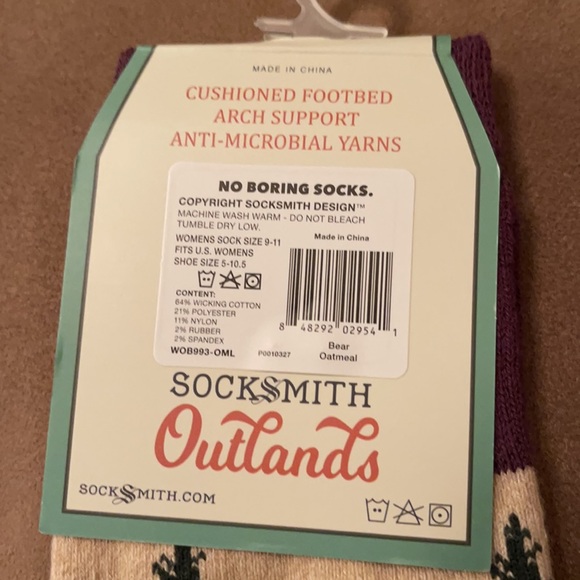 MADE IN CHINA
CUSHIONED FOOTBED
ARCH SUPPORT
ANTI-MICROBIAL YARNS
NO BORING SOCKS.
COPYRIGHT SOCKSMITH DESIGN™
MACHINE WASH WARM - DO NOT BLEACH
TUMBLE DRY LOW.
WOMENS SOCK SIZE 9-11
FITS U.S. WOMENS
SHOE SIZE 5-10.5
Made in China
CONTENT:
64% WICKING COTTON
21% POLYESTER
11% NYLON
2% RUBBER
2% SPANDEX
WOB993-OML
P0010327
8 48292 02954 1
Bear
Oatmeal
SOCKSMITH
Outlands
SOCKSMITH.COM